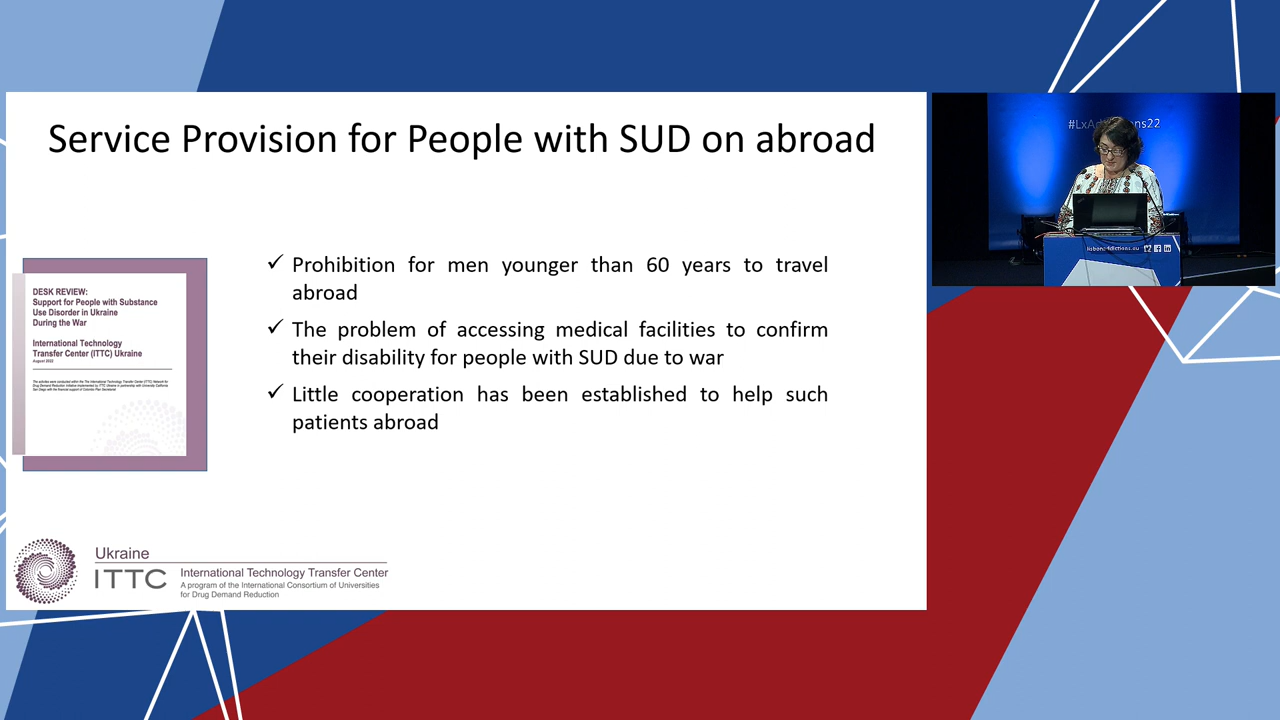 Service Provision for People with SUD on abroad
#LxAd ctions22
DESK REVIEW:
Support for People with Substance
Use Disorder in Ukraine
During the War
International Technology
Transfer Center (ITTC) Ukraine
August 2022
✓ Prohibition for men younger than 60 years to travel
abroad
✓ The problem of accessing medical facilities to confirm
their disability for people with SUD due to war
✓ Little cooperation has been established to help such
patients abroad
Ukraine
ITTC
International Technology Transfer Center
A program of the International Consortium of Universities
for Drug Demand Reduction